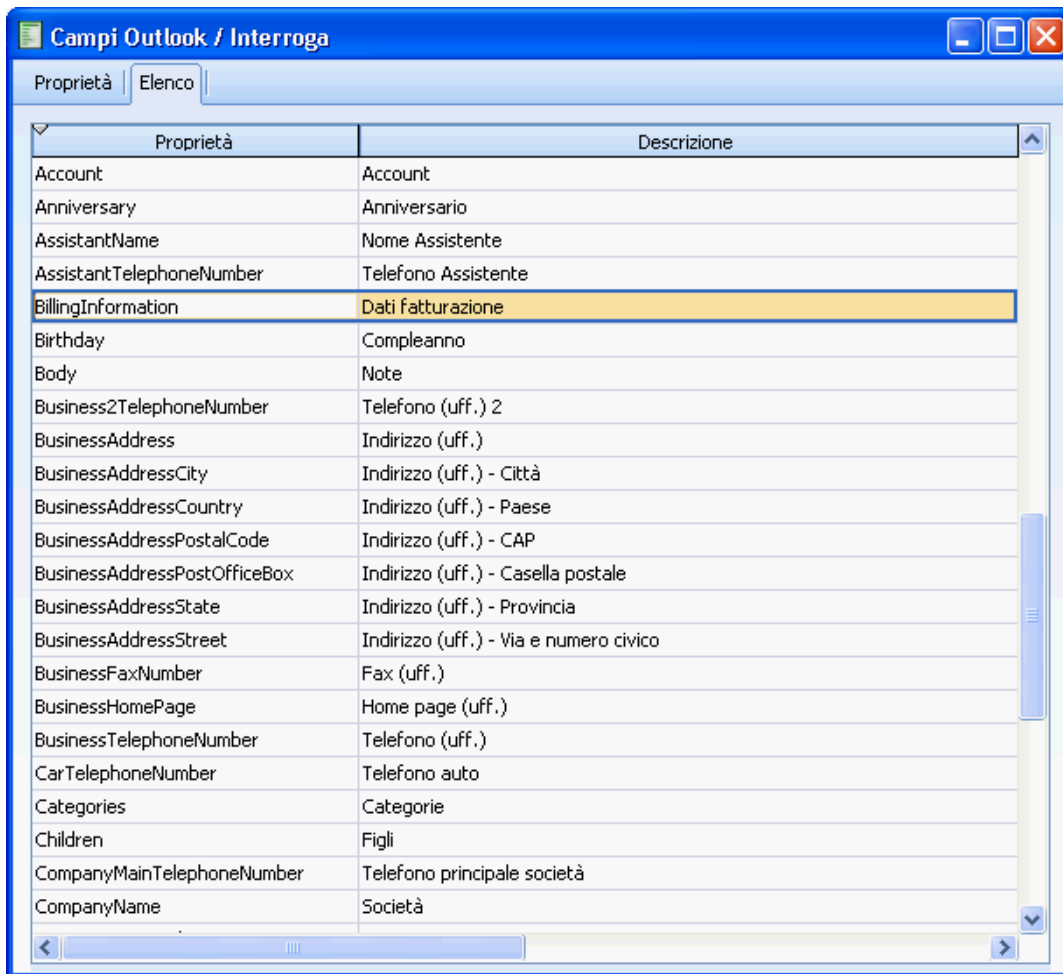 Campi Outlook / Interroga
Proprietà Elenco
Proprietà Descrizione
Account Account
Anniversary Anniversario
AssistantName Nome Assistente
AssistantTelephoneNumber Telefono Assistente
BillingInformation Dati fatturazione
Birthday Compleanno
Body Note
Business2TelephoneNumber Telefono (uff.) 2
BusinessAddress Indirizzo (uff.)
BusinessAddressCity Indirizzo (uff.) - Città
BusinessAddressCountry Indirizzo (uff.) - Paese
BusinessAddressPostalCode Indirizzo (uff.) - CAP
BusinessAddressPostOfficeBox Indirizzo (uff.) - Casella postale
BusinessAddressState Indirizzo (uff.) - Provincia
BusinessAddressStreet Indirizzo (uff.) - Via e numero civico
BusinessFaxNumber Fax (uff.)
BusinessHomePage Home page (uff.)
BusinessTelephoneNumber Telefono (uff.)
CarTelephoneNumber Telefono auto
Categories Categorie
Children Figli
CompanyMainTelephoneNumber Telefono principale società
CompanyName Società